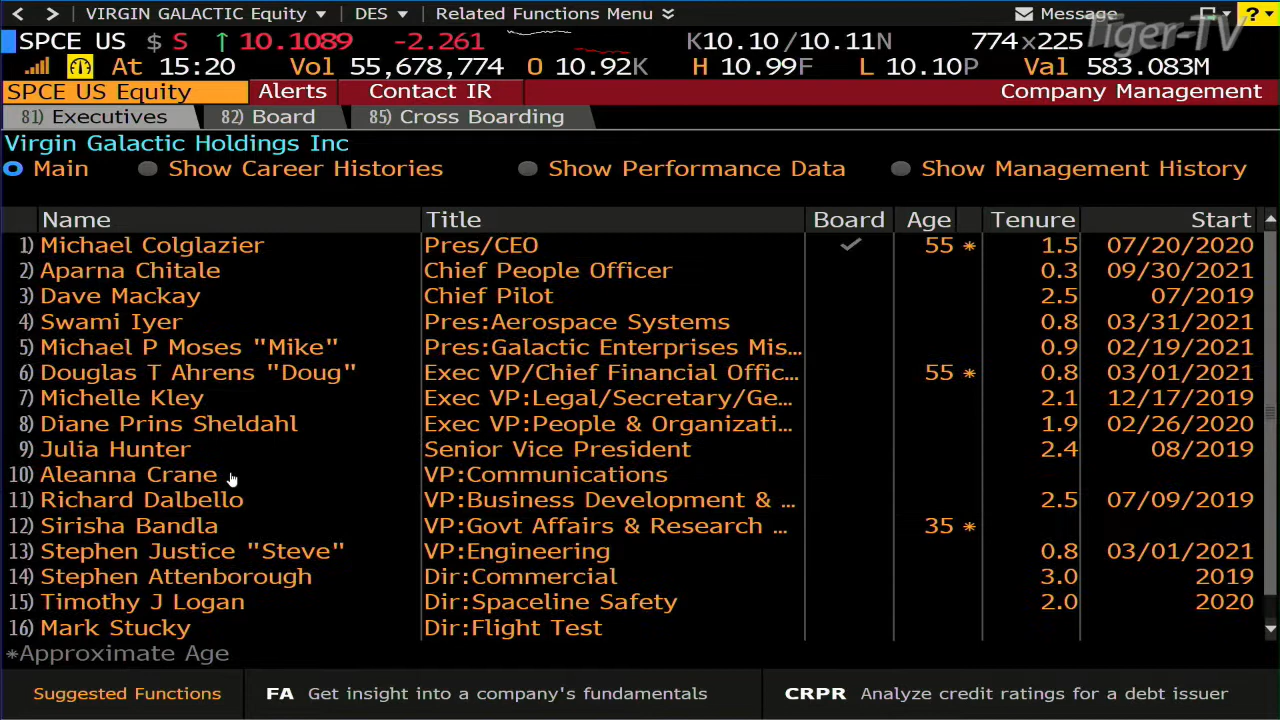 < > VIRGIN GALACTIC Equity ▾ DES ▾ Related Functions Menu Message ? ▾
Tiger-TV
SPCE US $ S ↑ 10.1089 -2.261 K10.10/10.11N 774x225
At 15:20 Vol 55,678,774 O 10.92K H 10.99F L 10.10P Val 583.083M
SPCE US Equity Alerts Contact IR Company Management
81) Executives 82) Board 85) Cross Boarding
Virgin Galactic Holdings Inc
Main Show Career Histories Show Performance Data Show Management History
Name Title Board Age Tenure Start
1) Michael Colglazier Pres/CEO ✓ 55 * 1.5 07/20/2020
2) Aparna Chitale Chief People Officer 0.3 09/30/2021
3) Dave Mackay Chief Pilot 2.5 07/2019
4) Swami Iyer Pres:Aerospace Systems 0.8 03/31/2021
5) Michael P Moses "Mike" Pres:Galactic Enterprises Mis... 0.9 02/19/2021
6) Douglas T Ahrens "Doug" Exec VP/Chief Financial Offic... 55 * 0.8 03/01/2021
7) Michelle Kley Exec VP:Legal/Secretary/Ge... 2.1 12/17/2019
8) Diane Prins Sheldahl Exec VP:People & Organizati... 1.9 02/26/2020
9) Julia Hunter Senior Vice President 2.4 08/2019
10) Aleanna Crane VP:Communications
11) Richard Dalbello VP:Business Development & ... 2.5 07/09/2019
12) Sirisha Bandla VP:Govt Affairs & Research ... 35 *
13) Stephen Justice "Steve" VP:Engineering 0.8 03/01/2021
14) Stephen Attenborough Dir:Commercial 3.0 2019
15) Timothy J Logan Dir:Spaceline Safety 2.0 2020
16) Mark Stucky Dir:Flight Test
*Approximate Age
Suggested Functions FA Get insight into a company's fundamentals CRPR Analyze credit ratings for a debt issuer